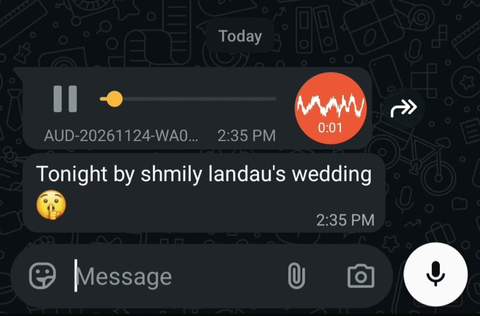 Today
0:01
AUD-20261124-WA0... 2:35 PM
Tonight by shmily landau's wedding
🤫
2:35 PM
Message